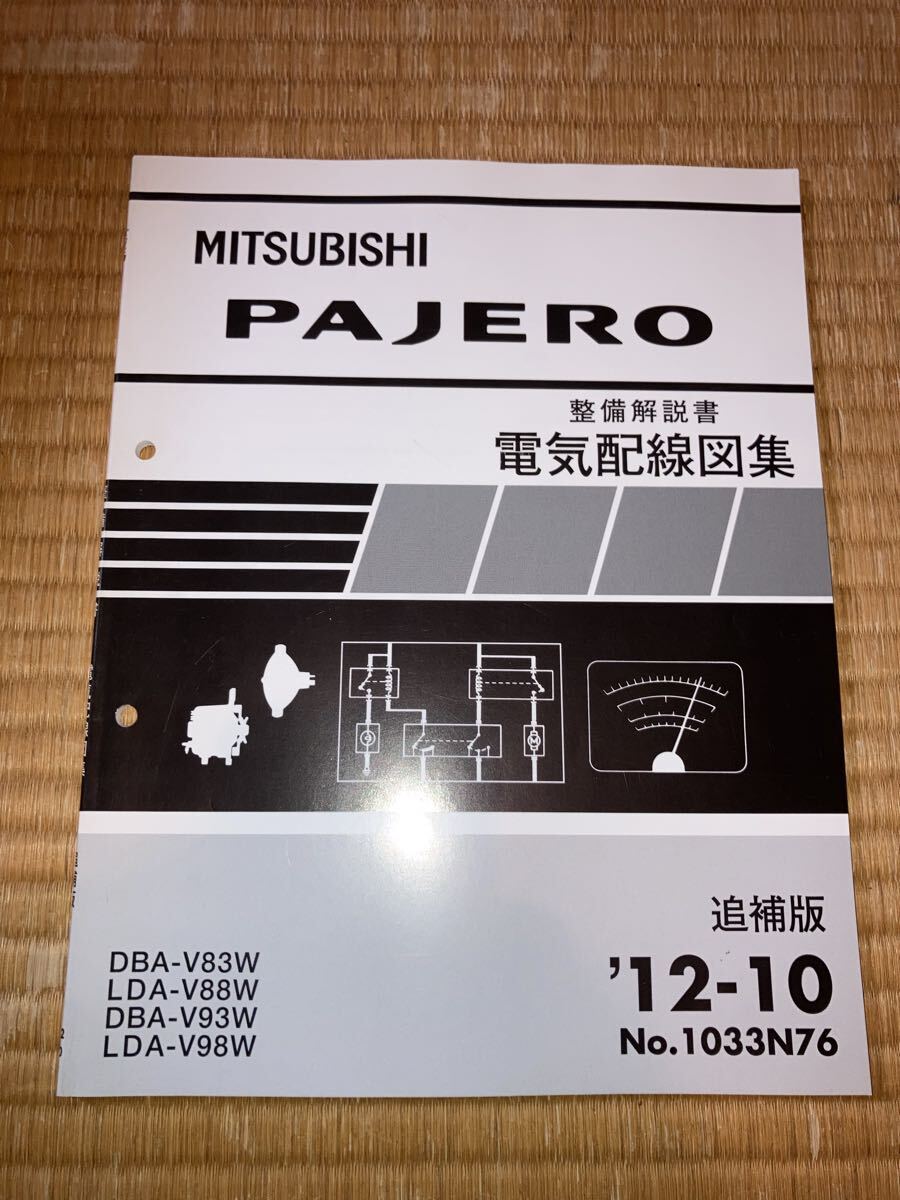 MITSUBISHI
PAJERO
整備解説書
電気配線図集
G
M
追補版
DBA-V83W
LDA-V88W
DBA-V93W
LDA-V98W
'12-10
No.1033N76